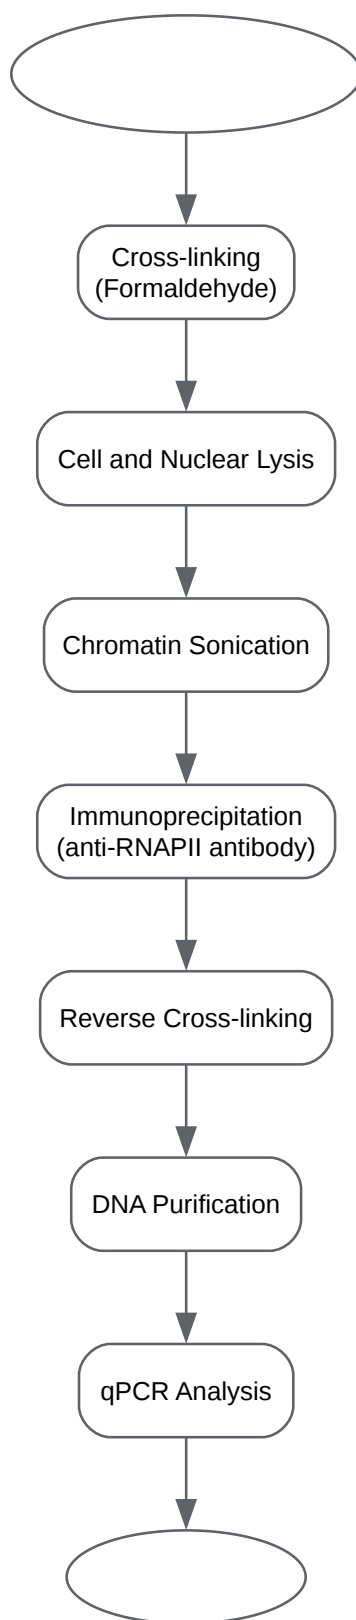 Cross-linking
(Formaldehyde)
Cell and Nuclear Lysis
Chromatin Sonication
Immunoprecipitation
(anti-RNAPII antibody)
Reverse Cross-linking
DNA Purification
qPCR Analysis